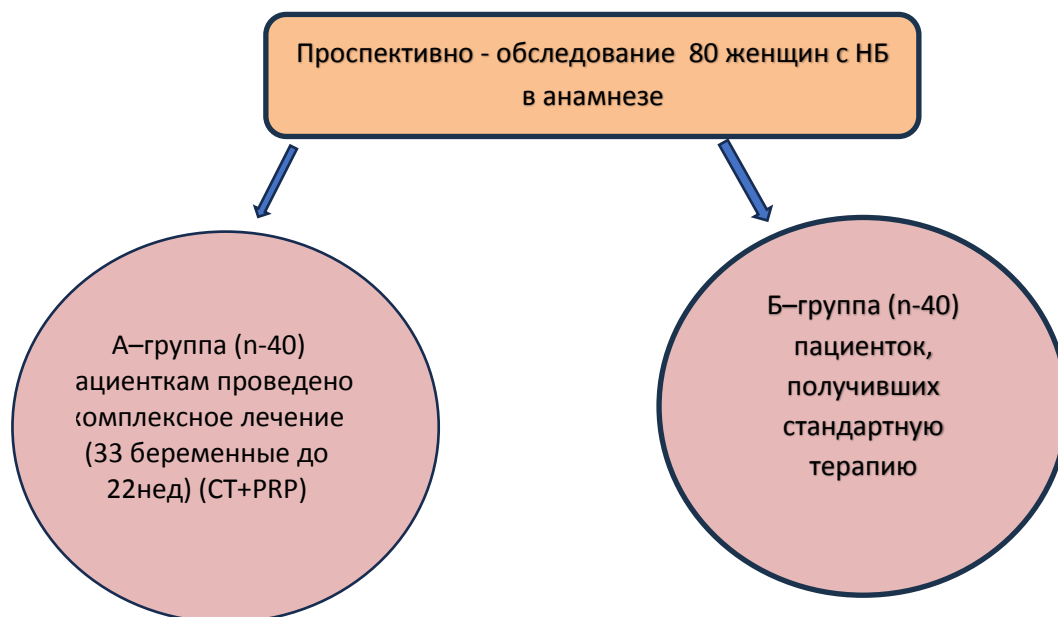 Проспективно - обследование 80 женщин с НБ
в анамнезе
А–группа (n-40)
ациенткам проведено
комплексное лечение
(33 беременные до
22нед) (СТ+PRP)
Б–группа (n-40)
пациенток,
получивших
стандартную
терапию